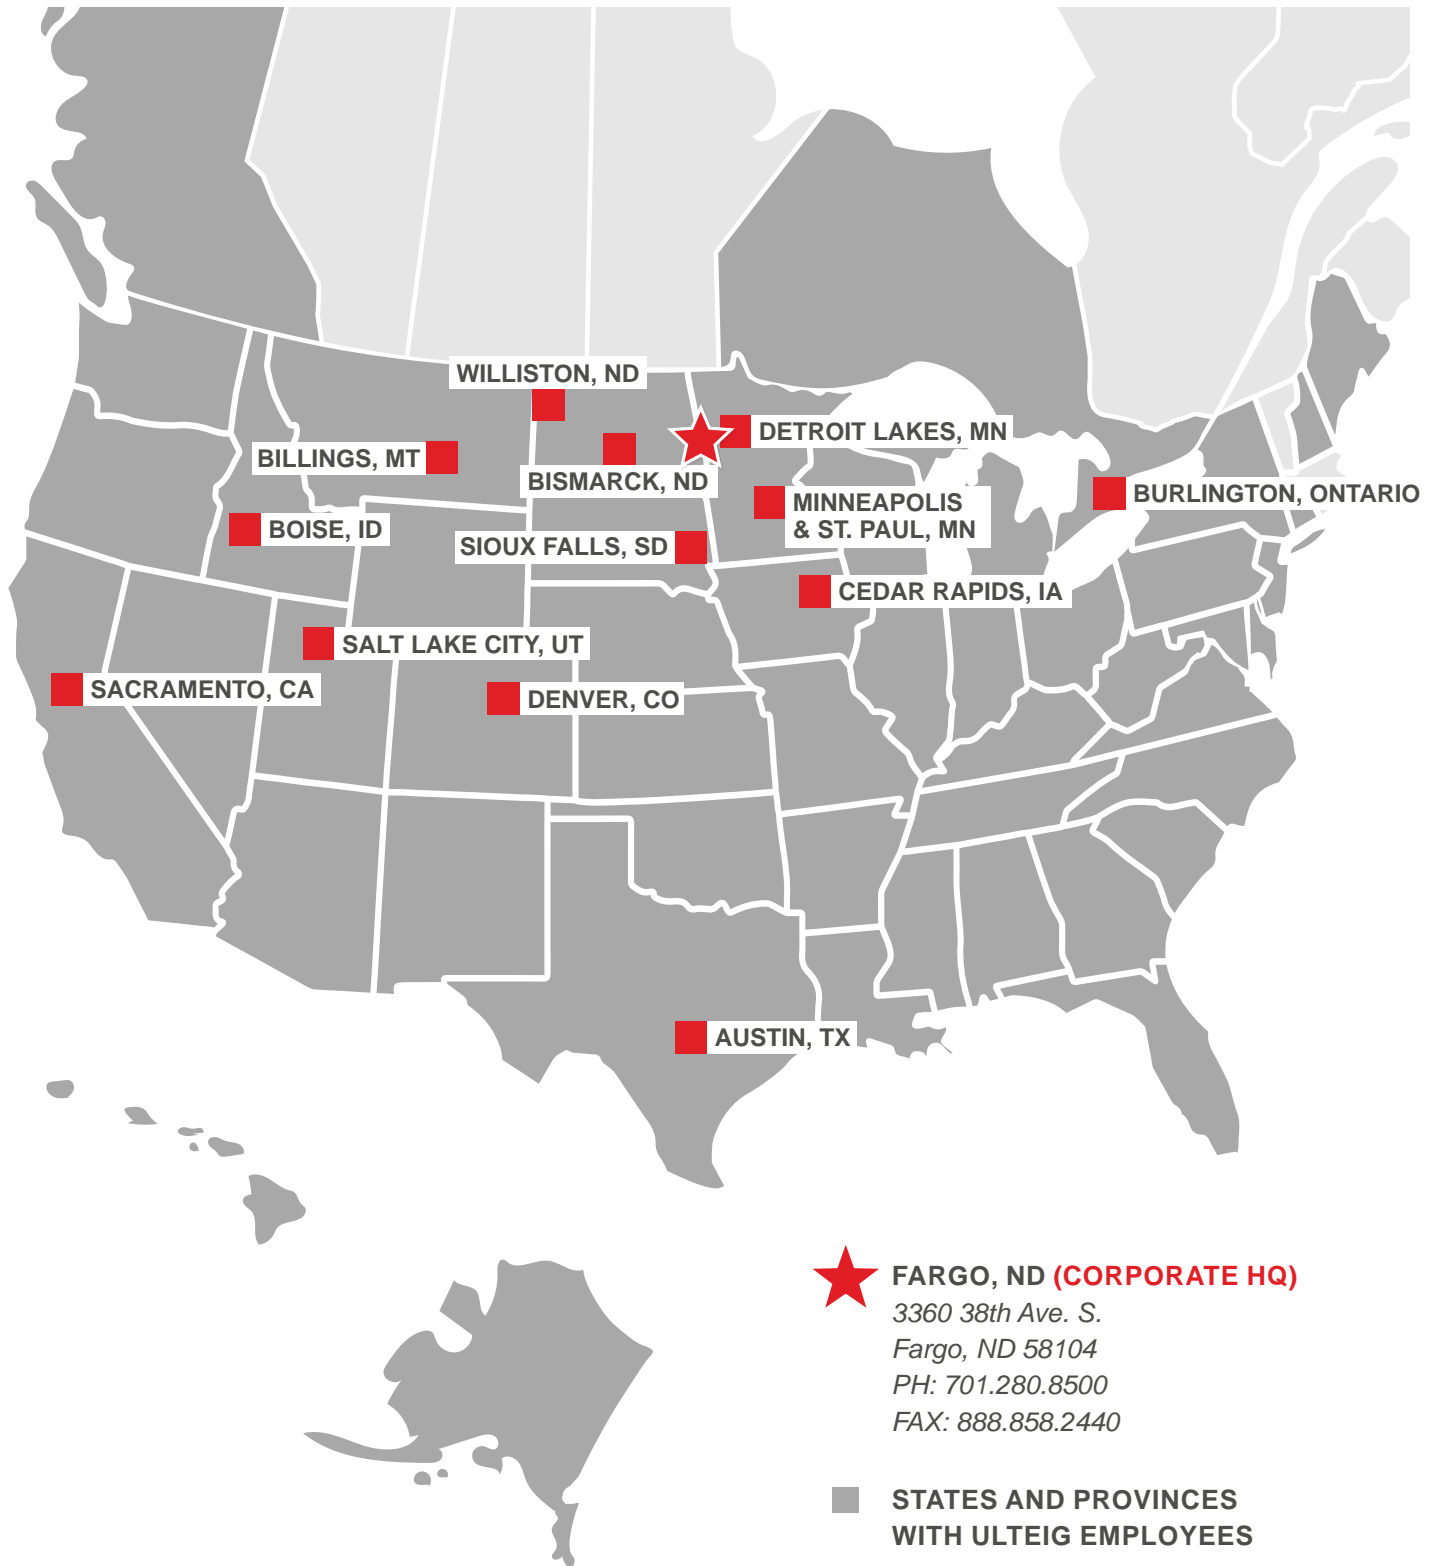 WILLISTON, ND
DETROIT LAKES, MN
BILLINGS, MT
BISMARCK, ND
MINNEAPOLIS
& ST. PAUL, MN
BURLINGTON, ONTARIO
BOISE, ID
SIOUX FALLS, SD
CEDAR RAPIDS, IA
SALT LAKE CITY, UT
SACRAMENTO, CA
DENVER, CO
AUSTIN, TX
FARGO, ND (CORPORATE HQ)
3360 38th Ave. S.
Fargo, ND 58104
PH: 701.280.8500
FAX: 888.858.2440
STATES AND PROVINCES
WITH ULTEIG EMPLOYEES